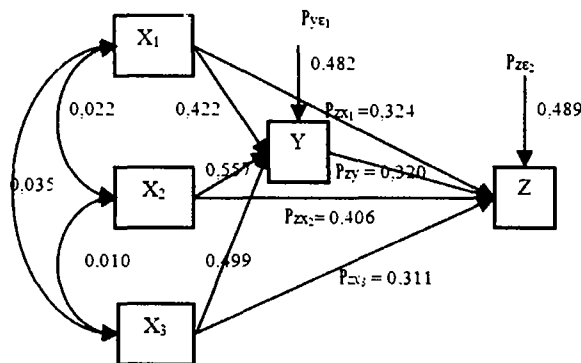 Pyε₁
X₁
Pzε₂
0.482
0,489
0,022
0,422
Pzx₁=0,324
Y
0,035
X₂
0,557
Pzy = 0,320
Z
Pzx₂= 0.406
0.010
0.499
Pzx₃ = 0.311
X₃